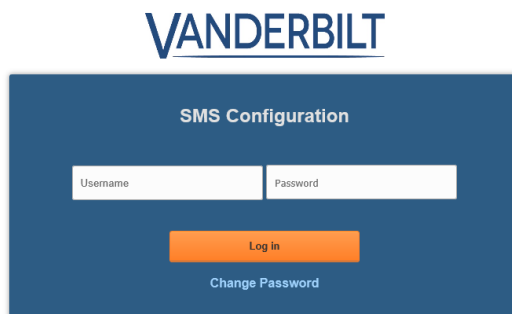 VANDERBILT
SMS Configuration
Username Password
Log in
Change Password